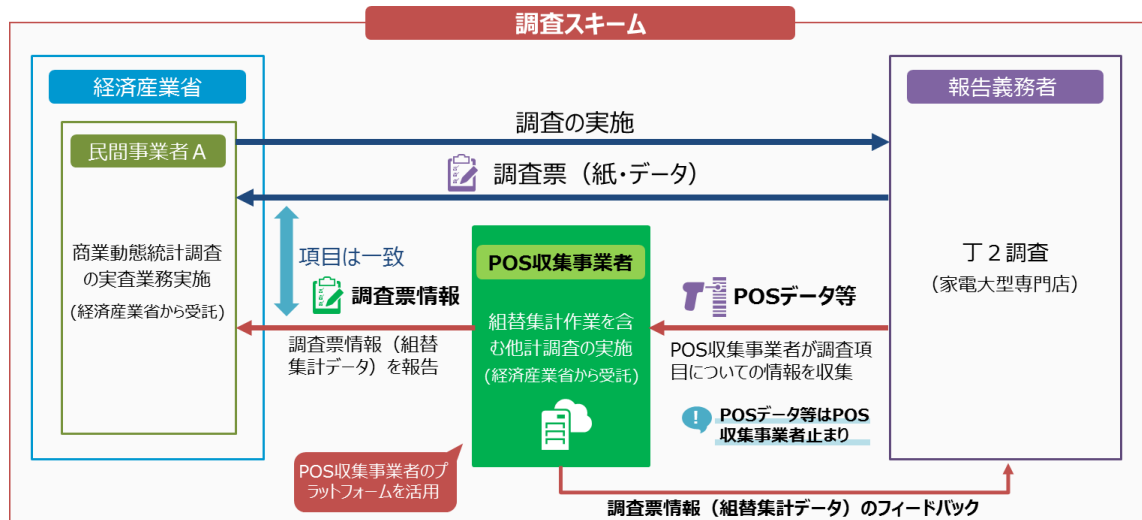 調査スキーム
経済産業省
民間事業者A
商業動態統計調査
の実査業務実施
(経済産業省から受託)
調査の実施
調査票（紙・データ）
項目は一致
調査票情報
調査票情報（組替
集計データ）を報告
POS収集事業者
組替集計作業を含
む他計調査の実施
(経済産業省から受託)
POS収集事業者のプ
ラットフォームを活用
POSデータ等
POS収集事業者が調査項
目についての情報を収集
!
POSデータ等はPOS
収集事業者止まり
報告義務者
丁２調査
(家電大型専門店)
調査票情報（組替集計データ）のフィードバック